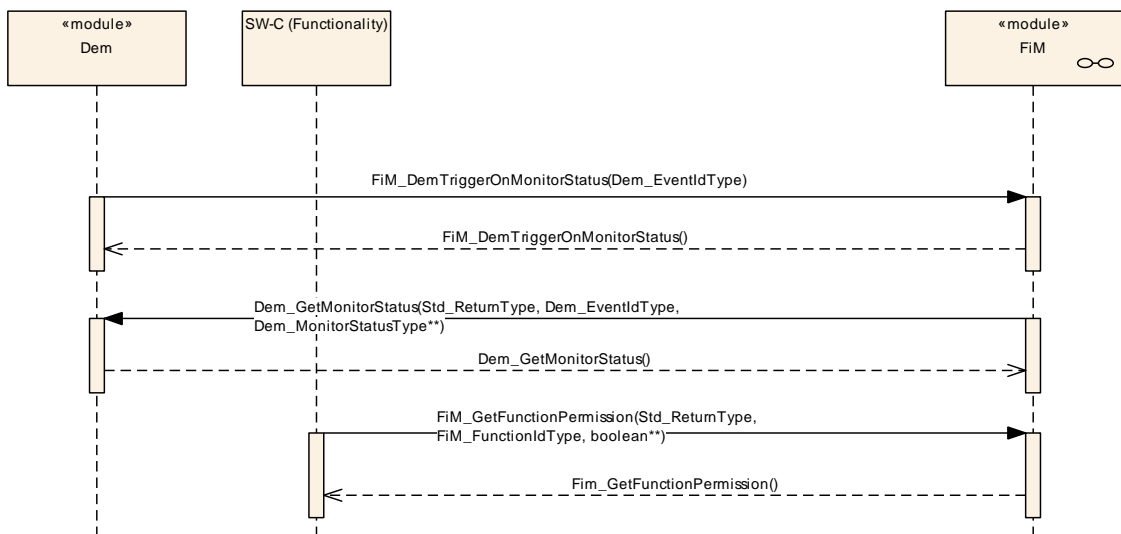 «module»
Dem
SW-C (Functionality)
«module»
FiM
FiM_DemTriggerOnMonitorStatus(Dem_EventIdType)
FiM_DemTriggerOnMonitorStatus()
Dem_GetMonitorStatus(Std_ReturnType, Dem_EventIdType,
Dem_MonitorStatusType**)
Dem_GetMonitorStatus()
FiM_GetFunctionPermission(Std_ReturnType,
FiM_FunctionIdType, boolean**)
Fim_GetFunctionPermission()